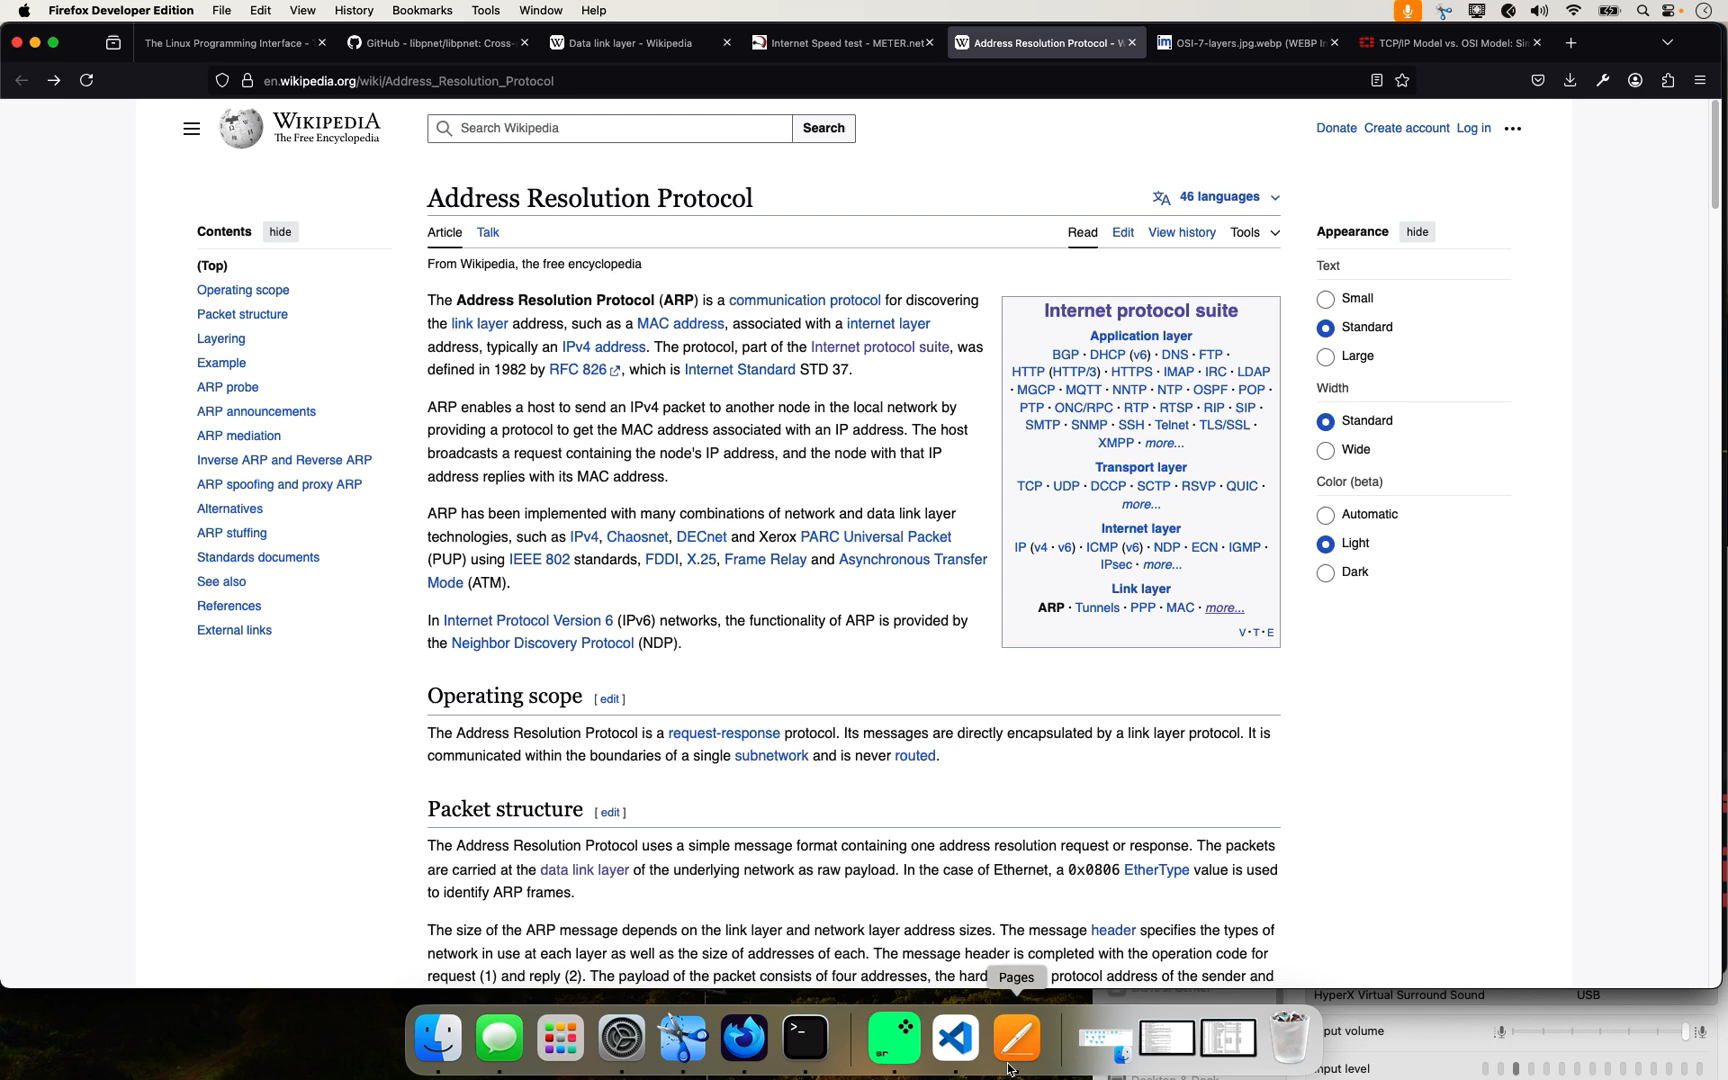 Firefox Developer Edition File Edit View History Bookmarks Tools Window Help
The Linux Programming Interface - GitHub - libpnet/libpnet: Cross- Data link layer - Wikipedia Internet Speed test - METER.net Address Resolution Protocol - OSI-7-layers.jpg.webp (WEBP TCP/IP Model vs. OSI Model:
en.wikipedia.org/wiki/Address_Resolution_Protocol
WIKIPEDIA
The Free Encyclopedia
Search Wikipedia
Search
Donate Create account Log in
Address Resolution Protocol
46 languages
Contents hide
(Top)
Operating scope
Packet structure
Layering
Example
ARP probe
ARP announcements
ARP mediation
Inverse ARP and Reverse ARP
ARP spoofing and proxy ARP
Alternatives
ARP stuffing
Standards documents
See also
References
External links
Article Talk
Read Edit View history Tools
From Wikipedia, the free encyclopedia
The Address Resolution Protocol (ARP) is a communication protocol for discovering
the link layer address, such as a MAC address, associated with a internet layer
address, typically an IPv4 address. The protocol, part of the Internet protocol suite, was
defined in 1982 by RFC 826, which is Internet Standard STD 37.
ARP enables a host to send an IPv4 packet to another node in the local network by
providing a protocol to get the MAC address associated with an IP address. The host
broadcasts a request containing the node's IP address, and the node with that IP
address replies with its MAC address.
ARP has been implemented with many combinations of network and data link layer
technologies, such as IPv4, Chaosnet, DECnet and Xerox PARC Universal Packet
(PUP) using IEEE 802 standards, FDDI, X.25, Frame Relay and Asynchronous Transfer
Mode (ATM).
In Internet Protocol Version 6 (IPv6) networks, the functionality of ARP is provided by
the Neighbor Discovery Protocol (NDP).
Internet protocol suite
Application layer
BGP · DHCP (v6) · DNS · FTP ·
HTTP (HTTP/3) · HTTPS · IMAP · IRC · LDAP
· MGCP · MQTT · NNTP · NTP · OSPF · POP ·
PTP · ONC/RPC · RTP · RTSP · RIP · SIP ·
SMTP · SNMP · SSH · Telnet · TLS/SSL ·
XMPP · more...
Transport layer
TCP · UDP · DCCP · SCTP · RSVP · QUIC ·
more...
Internet layer
IP (v4 · v6) · ICMP (v6) · NDP · ECN · IGMP ·
IPsec · more...
Link layer
ARP · Tunnels · PPP · MAC · more...
V · T · E
Appearance hide
Text
Small
Standard
Large
Width
Standard
Wide
Color (beta)
Automatic
Light
Dark
Operating scope [ edit ]
The Address Resolution Protocol is a request-response protocol. Its messages are directly encapsulated by a link layer protocol. It is
communicated within the boundaries of a single subnetwork and is never routed.
Packet structure [ edit ]
The Address Resolution Protocol uses a simple message format containing one address resolution request or response. The packets
are carried at the data link layer of the underlying network as raw payload. In the case of Ethernet, a 0x0806 EtherType value is used
to identify ARP frames.
The size of the ARP message depends on the link layer and network layer address sizes. The message header specifies the types of
network in use at each layer as well as the size of addresses of each. The message header is completed with the operation code for
request (1) and reply (2). The payload of the packet consists of four addresses, the hard protocol address of the sender and
Pages
HyperX Virtual Surround Sound USB
put volume
nput level
sr